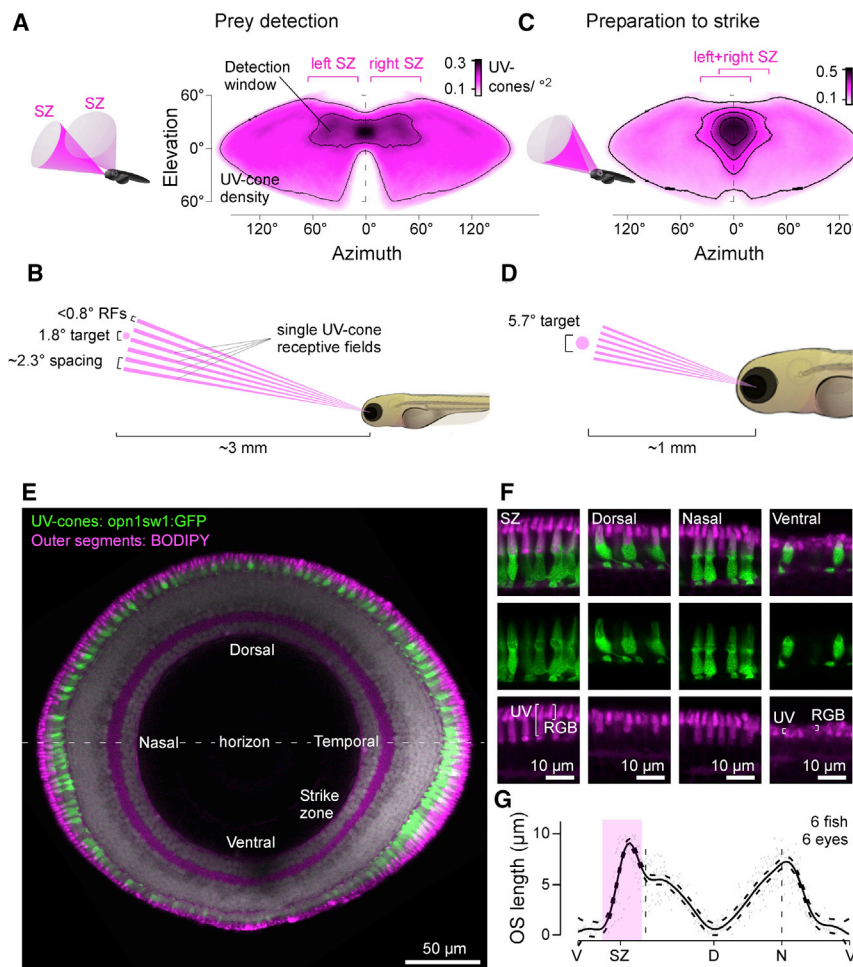 A
Prey detection
C
Preparation to strike
left SZ
right SZ
0.3
0.1
UV-
cones/ °2
Detection
window
SZ
SZ
60°
0°
60°
Elevation
UV-cone
density
120°
60°
0°
60°
120°
Azimuth
left+right SZ
0.5
0.1
120°
60°
0°
60°
120°
Azimuth
B
<0.8° RFs
1.8° target
~2.3° spacing
single UV-cone
receptive fields
~3 mm
D
5.7° target
~1 mm
E
UV-cones: opn1sw1:GFP
Outer segments: BODIPY
Dorsal
Nasal
horizon
Temporal
Strike
zone
Ventral
50 µm
F
SZ
Dorsal
Nasal
Ventral
UV
RGB
UV
RGB
10 µm
10 µm
10 µm
10 µm
G
6 fish
6 eyes
OS length (µm)
10
5
0
V
SZ
D
N
V